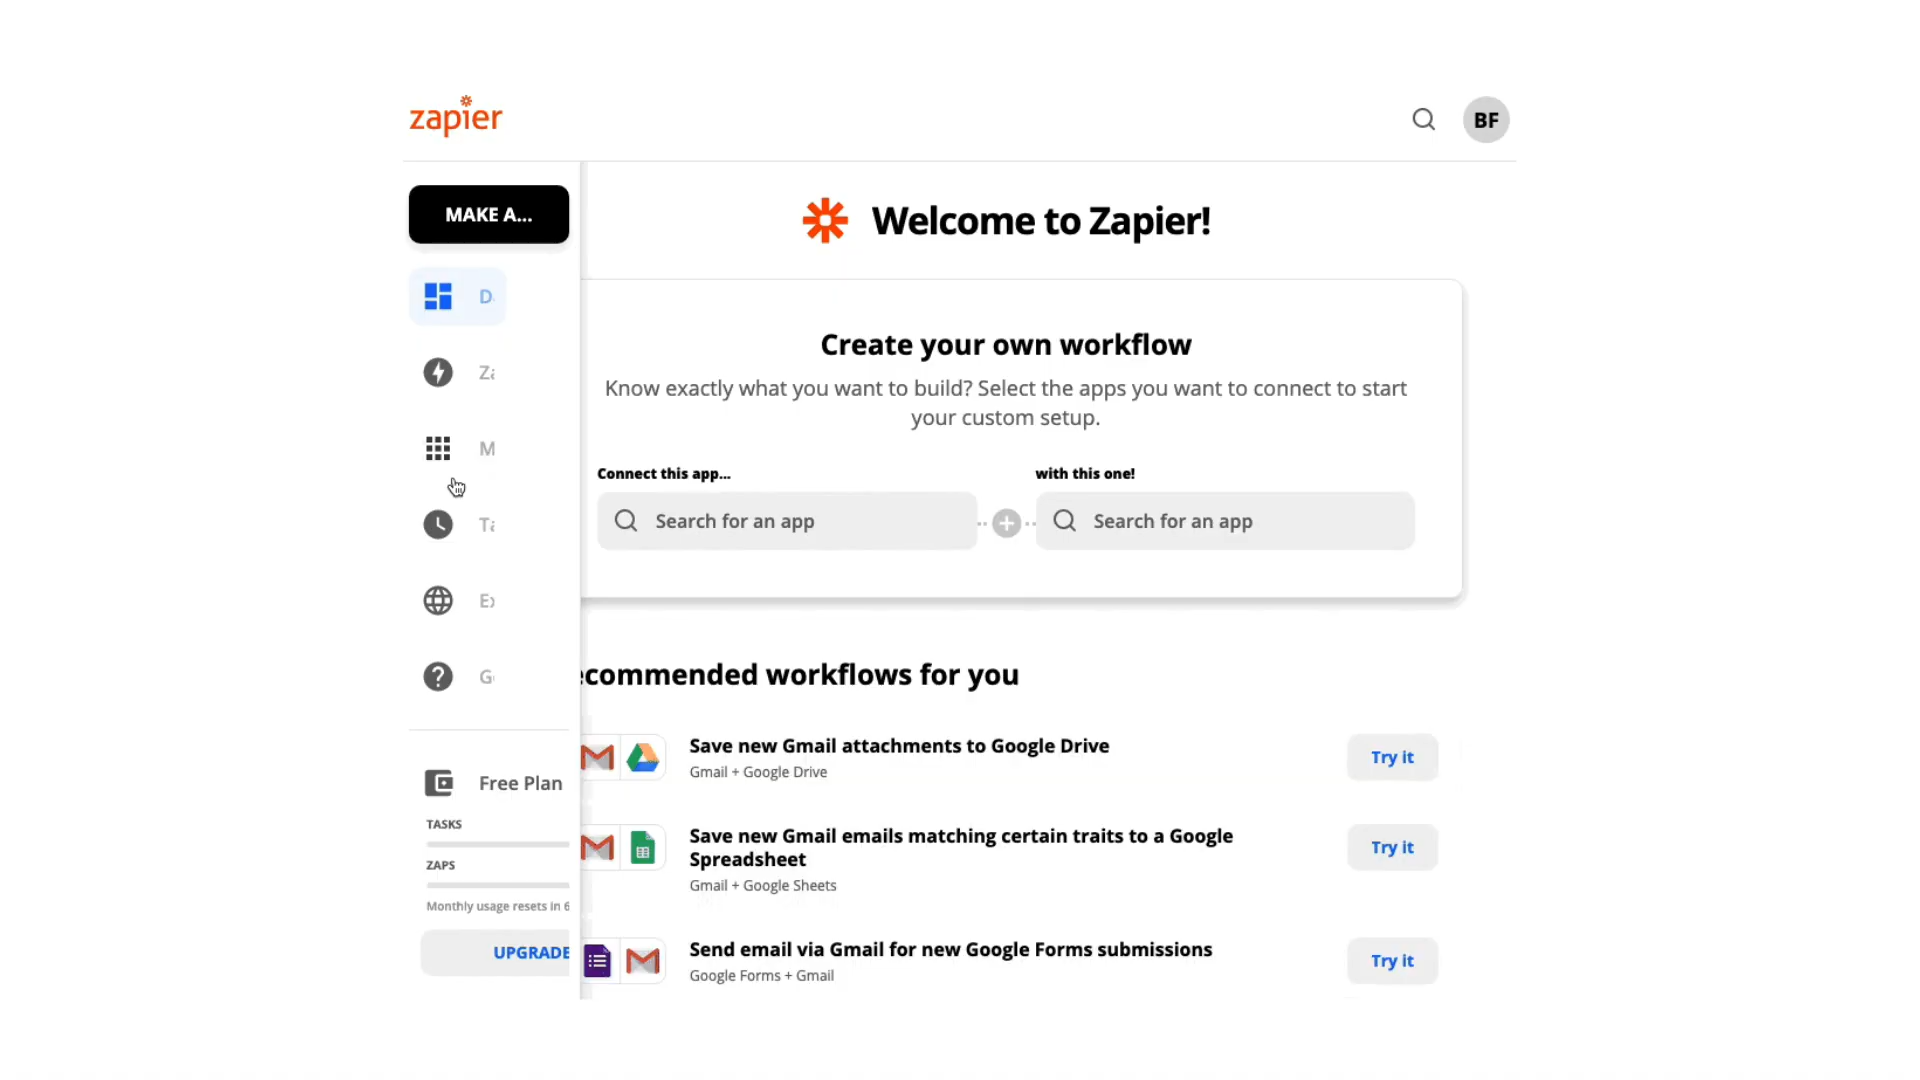 zapier
BF
MAKE A...
D
Za
M
Ta
Ex
G
Free Plan
TASKS
ZAPS
Monthly usage resets in 6
UPGRADE
Welcome to Zapier!
Create your own workflow
Know exactly what you want to build? Select the apps you want to connect to start
your custom setup.
Connect this app...
with this one!
Search for an app
Search for an app
ecommended workflows for you
Save new Gmail attachments to Google Drive
Gmail + Google Drive
Try it
Save new Gmail emails matching certain traits to a Google
Spreadsheet
Gmail + Google Sheets
Try it
Send email via Gmail for new Google Forms submissions
Google Forms + Gmail
Try it